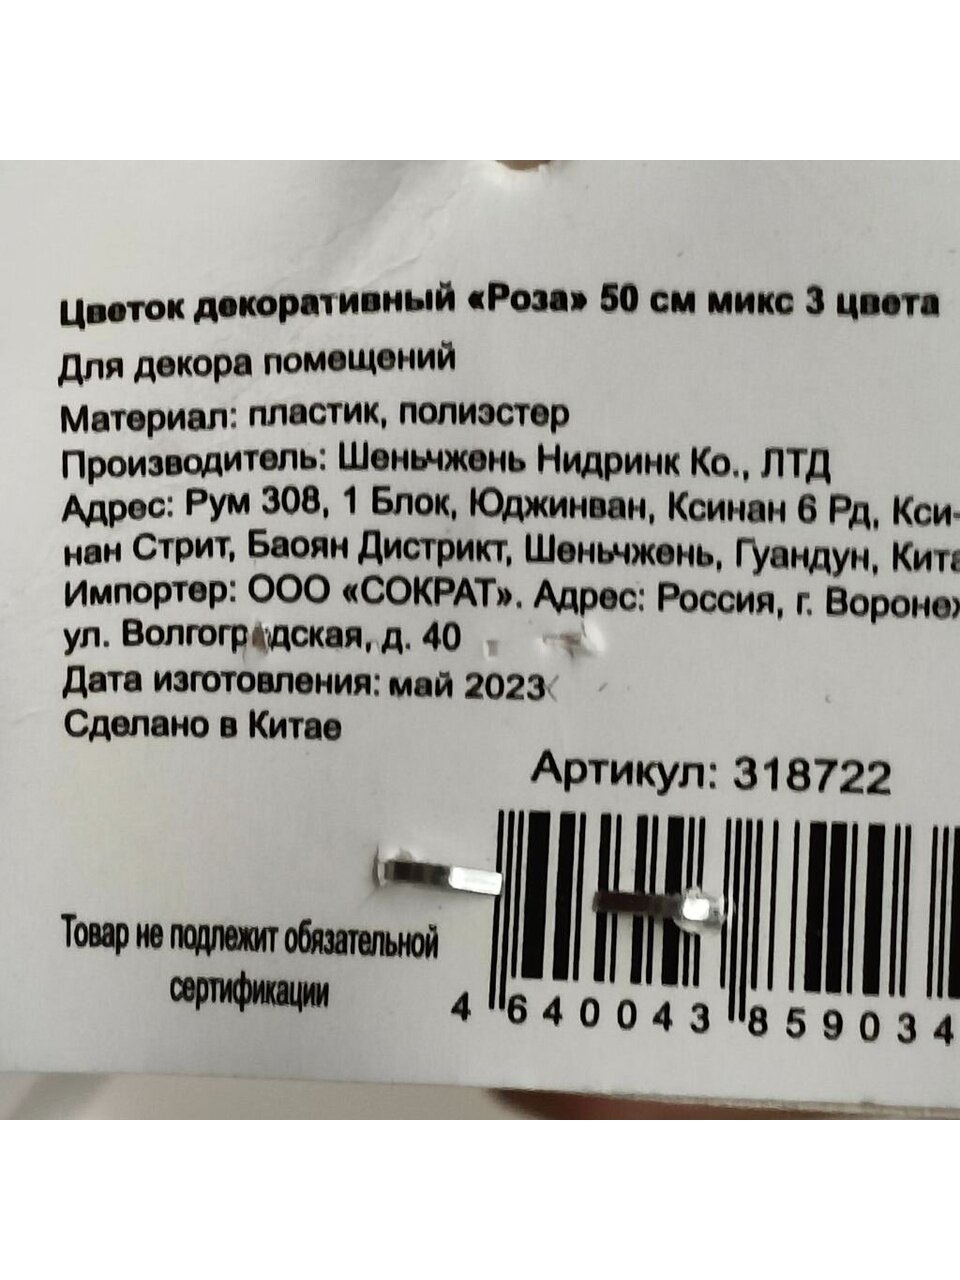 Цветок декоративный «Роза» 50 см микс 3 цвета
Для декора помещений
Материал: пластик, полиэстер
Производитель: Шеньчжень Нидринк Ко., ЛТД
Адрес: Рум 308, 1 Блок, Юджинван, Ксинан 6 Рд, Кси-
нан Стрит, Баоян Дистрикт, Шеньчжень, Гуандун, Кита
Импортер: ООО «СОКРАТ». Адрес: Россия, г. Воронеж
ул. Волгоградская, д. 40
Дата изготовления: май 2023
Сделано в Китае
Артикул: 318722
Товар не подлежит обязательной
сертификации
4 640043 859034